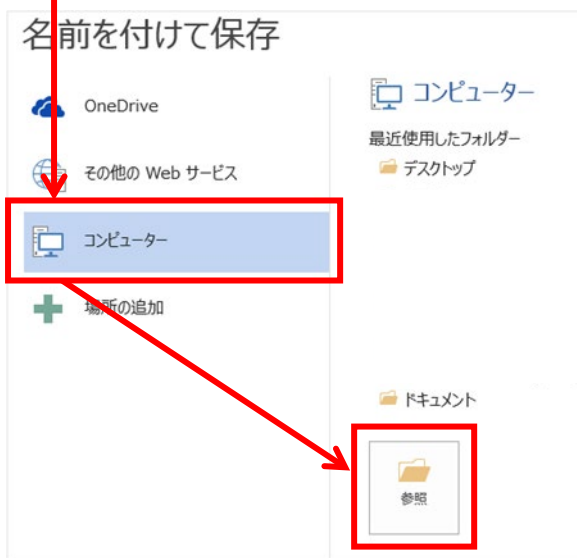 名前を付けて保存
OneDrive
その他の Web サービス
コンピューター
場所の追加
コンピューター
最近使用したフォルダー
デスクトップ
ドキュメント
参照